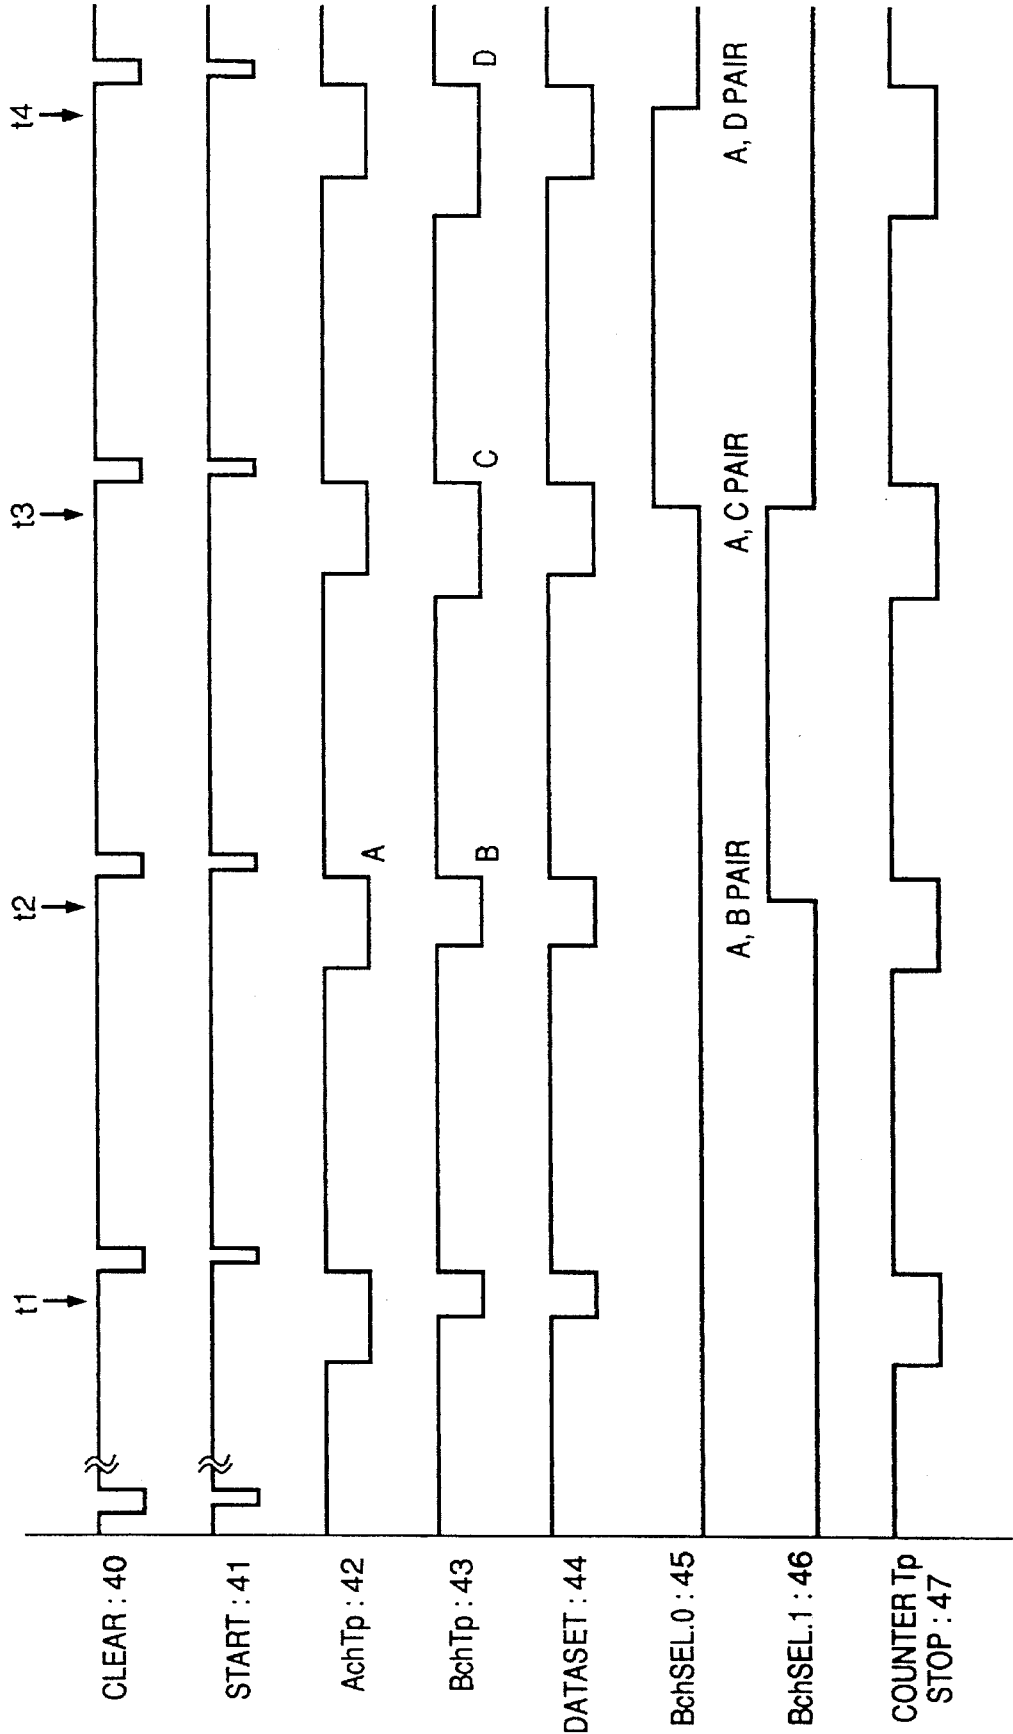 t1
t2
t3
t4
CLEAR : 40
START : 41
AchTp : 42
A
BchTp : 43
B
C
D
DATASET : 44
BchSEL.0 : 45
A, B PAIR
A, C PAIR
A, D PAIR
BchSEL.1 : 46
COUNTER Tp
STOP : 47